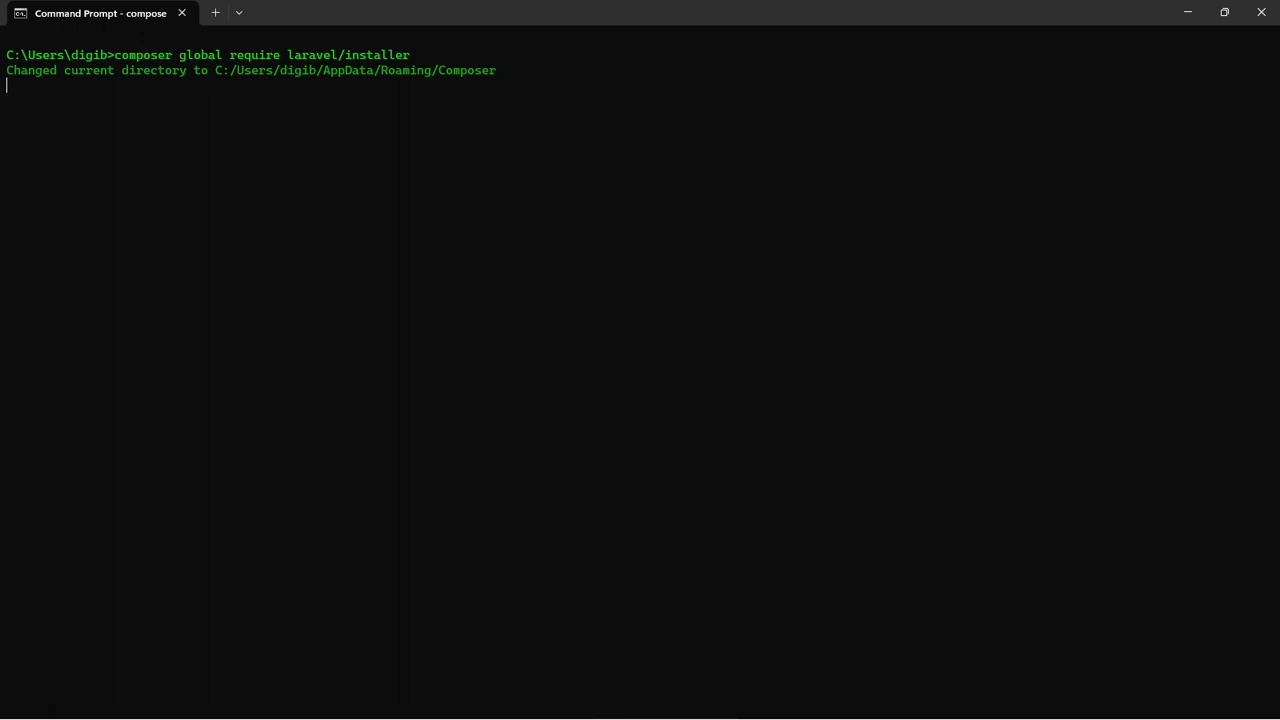 Command Prompt - compose
C:\Users\digib>composer global require laravel/installer
Changed current directory to C:/Users/digib/AppData/Roaming/Composer